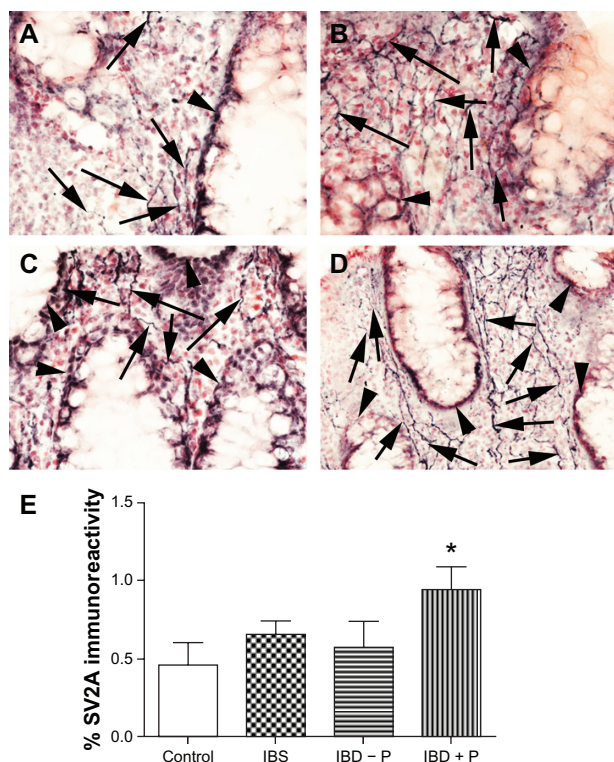 A
B
C
D
E
% SV2A immunoreactivity
1.5
1.0
0.5
0.0
*
Control IBS IBD – P IBD + P